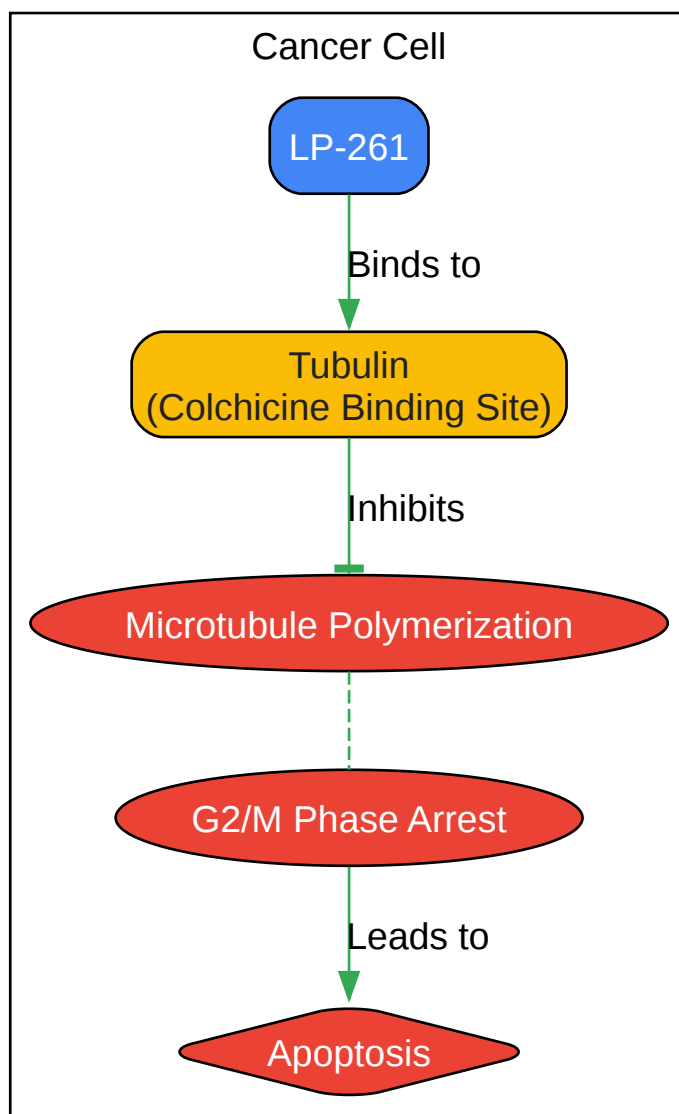 Cancer Cell
LP-261
Binds to
Tubulin
(Colchicine Binding Site)
Inhibits
Microtubule Polymerization
G2/M Phase Arrest
Leads to
Apoptosis